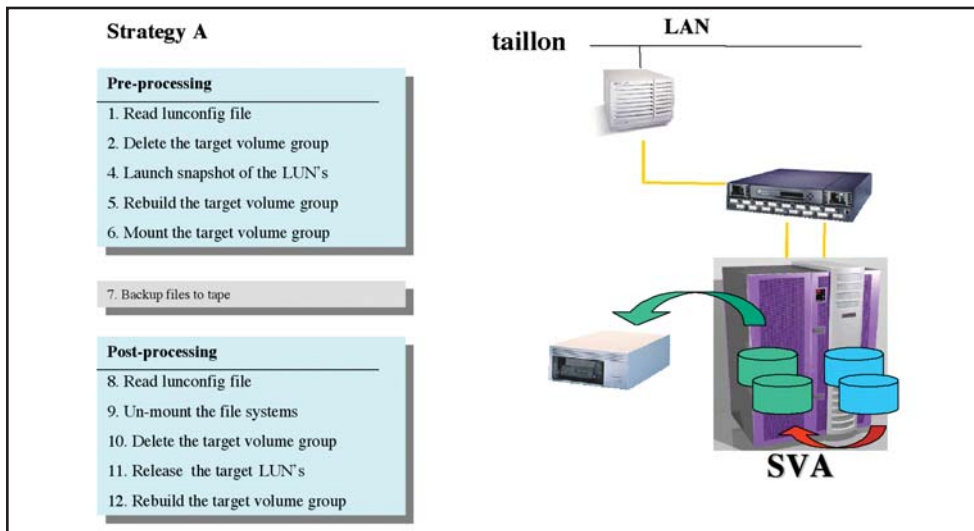 Strategy A
Pre-processing
1. Read lunconfig file
2. Delete the target volume group
4. Launch snapshot of the LUN's
5. Rebuild the target volume group
6. Mount the target volume group
7. Backup files to tape
Post-processing
8. Read lunconfig file
9. Un-mount the file systems
10. Delete the target volume group
11. Release the target LUN's
12. Rebuild the target volume group
taillon
LAN
SVA